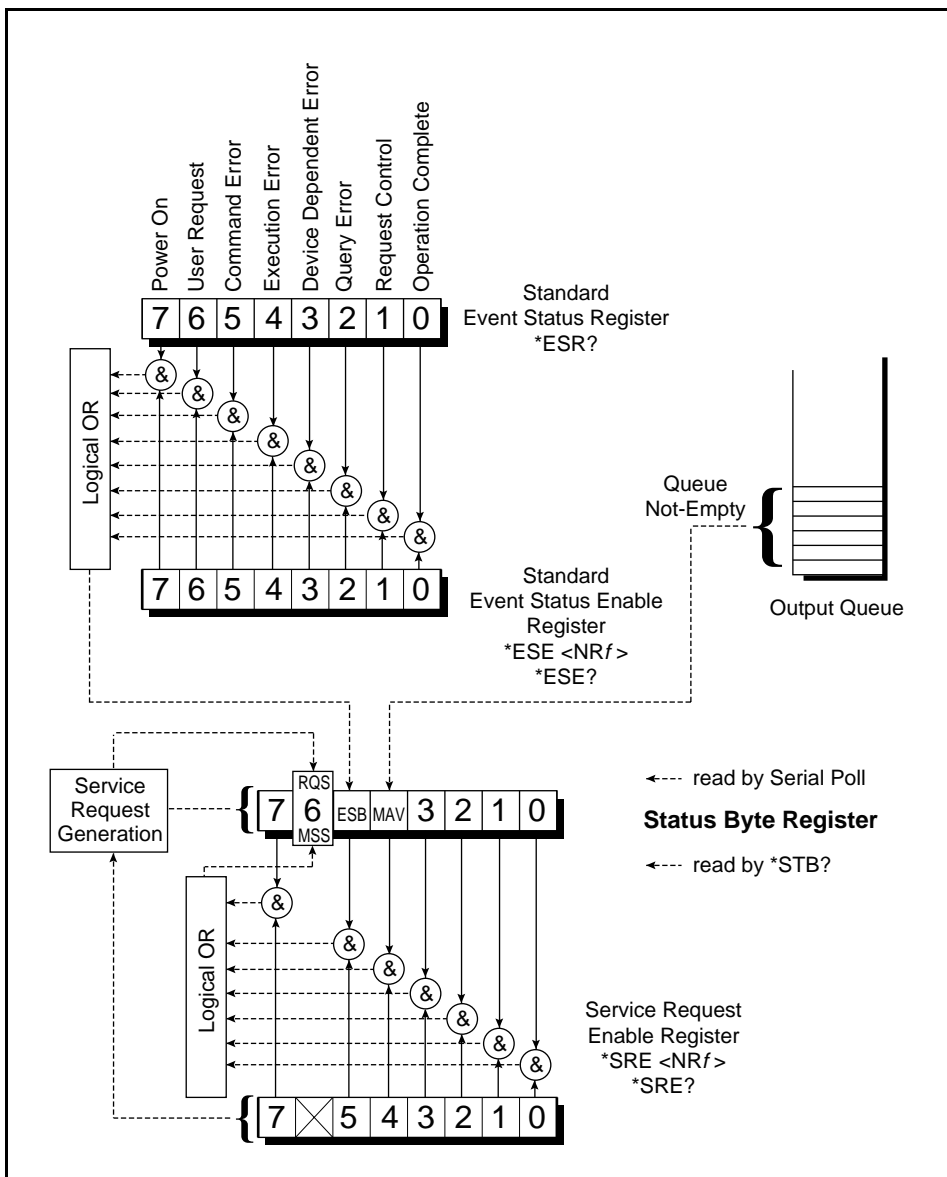 Power On
User Request
Command Error
Execution Error
Device Dependent Error
Query Error
Request Control
Operation Complete
7 6 5 4 3 2 1 0
Standard
Event Status Register
*ESR?
Logical OR
&
&
&
&
&
&
&
&
7 6 5 4 3 2 1 0
Standard
Event Status Enable
Register
*ESE <NRf>
*ESE?
Queue
Not-Empty
{
Output Queue
Service
Request
Generation
{
RQS
7 6 ESB MAV 3 2 1 0
MSS
read by Serial Poll
Status Byte Register
read by *STB?
Logical OR
&
&
&
&
&
&
&
Service Request
Enable Register
*SRE <NRf>
*SRE?
{
7 5 4 3 2 1 0